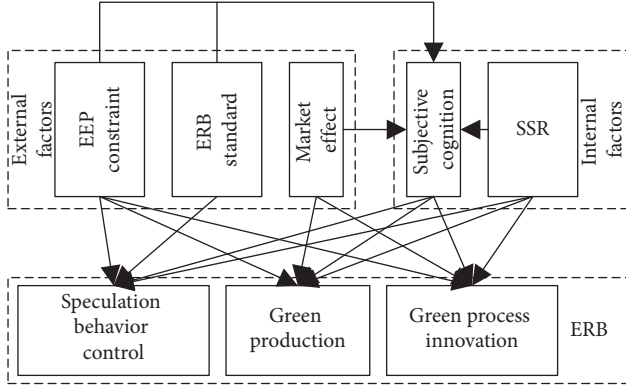 External
factors
EEP
constraint
ERB
standard
Market
effect
Subjective
cognition
SSR
Internal
factors
Speculation
behavior
control
Green
production
Green process
innovation
ERB